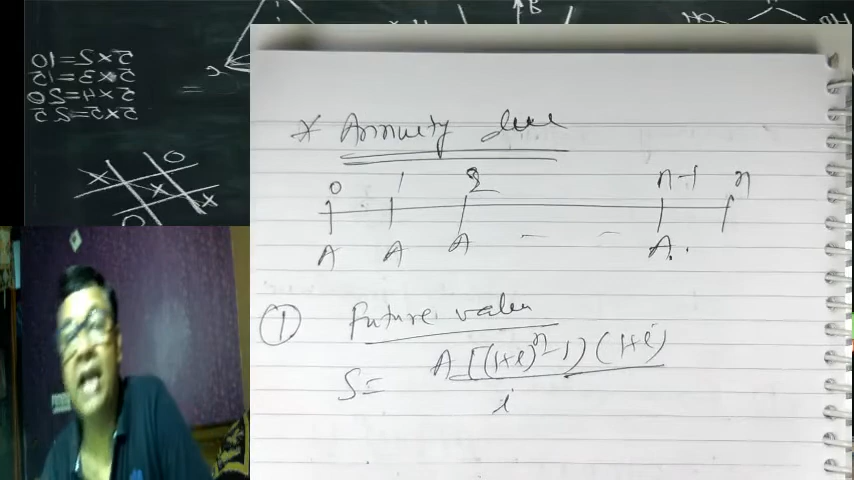 5×2=10
5×3=15
5×4=20
5×5=25
=
B
HO
x
O
X X X
O
* Annuity due
0 1 2 n-1 n
A A A - - A.
① Future value
S= A[(1+i)^n-1](1+i)
i